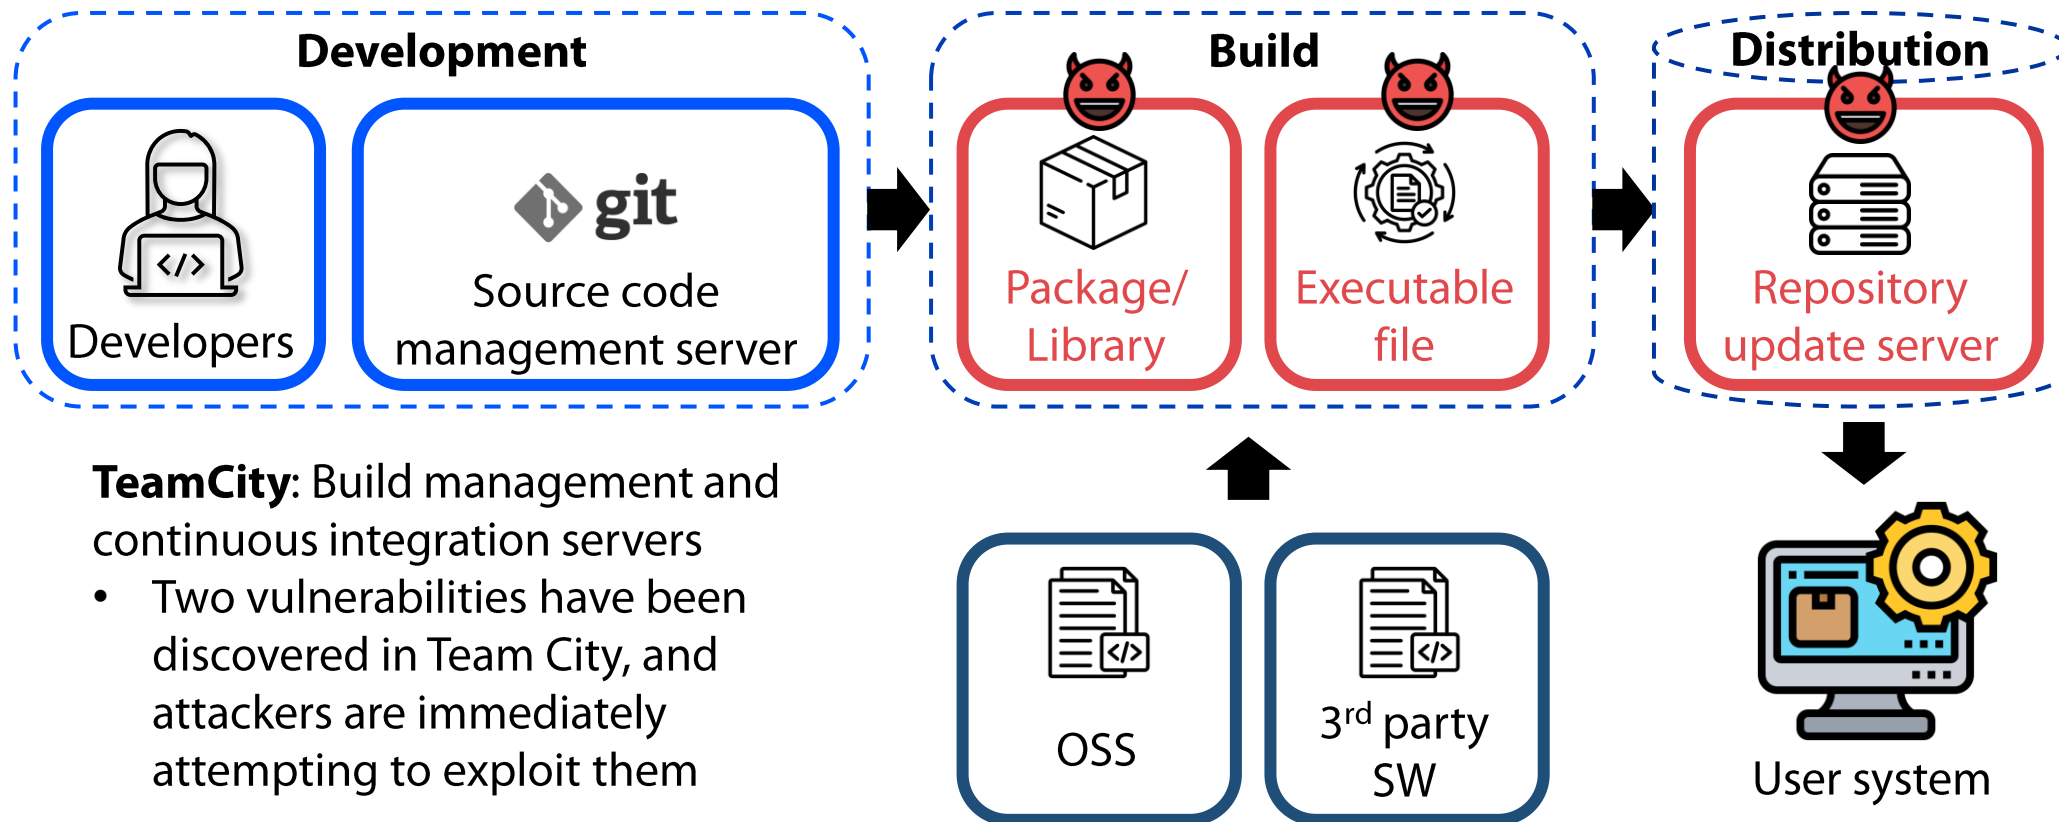 Development
Developers
git
Source code
management server
Build
Package/
Library
Executable
file
Distribution
Repository
update server
TeamCity: Build management and
continuous integration servers
• Two vulnerabilities have been
discovered in Team City, and
attackers are immediately
attempting to exploit them
OSS
3rd party
SW
User system